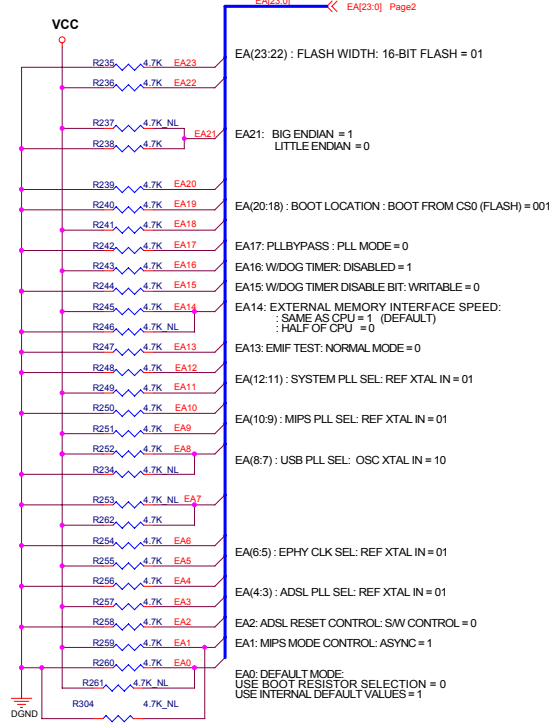 EA[23:0]
EA[23:0] Page2
VCC
R235 4.7K EA23
EA(23:22) : FLASH WIDTH: 16-BIT FLASH = 01
R236 4.7K EA22
R237 4.7K_NL
EA21
EA21: BIG ENDIAN = 1
R238 4.7K
LITTLE ENDIAN = 0
R239 4.7K EA20
R240 4.7K EA19
EA(20:18) : BOOT LOCATION : BOOT FROM CS0 (FLASH) = 001
R241 4.7K EA18
R242 4.7K EA17
EA17: PLLBYPASS : PLL MODE = 0
R243 4.7K EA16
EA16: W/DOG TIMER: DISABLED = 1
R244 4.7K EA15
EA15: W/DOG TIMER DISABLE BIT: WRITABLE = 0
R245 4.7K EA14
EA14: EXTERNAL MEMORY INTERFACE SPEED:
: SAME AS CPU = 1 (DEFAULT)
R246 4.7K_NL
: HALF OF CPU = 0
R247 4.7K EA13
EA13: EMIF TEST: NORMAL MODE = 0
R248 4.7K EA12
EA(12:11) : SYSTEM PLL SEL: REF XTAL IN = 01
R249 4.7K EA11
R250 4.7K EA10
EA(10:9) : MIPS PLL SEL: REF XTAL IN = 01
R251 4.7K EA9
R252 4.7K EA8
EA(8:7) : USB PLL SEL: OSC XTAL IN = 10
R234 4.7K_NL
R253 4.7K_NL EA7
R262 4.7K
R254 4.7K EA6
EA(6:5) : EPHY CLK SEL: REF XTAL IN = 01
R255 4.7K EA5
R256 4.7K EA4
EA(4:3) : ADSL PLL SEL: REF XTAL IN = 01
R257 4.7K EA3
R258 4.7K EA2
EA2: ADSL RESET CONTROL: S/W CONTROL = 0
R259 4.7K EA1
EA1: MIPS MODE CONTROL: ASYNC = 1
R260 4.7K EA0
EA0: DEFAULT MODE:
R261 4.7K_NL
USE BOOT RESISTOR SELECTION = 0
USE INTERNAL DEFAULT VALUES = 1
R304 4.7K_NL
DGND